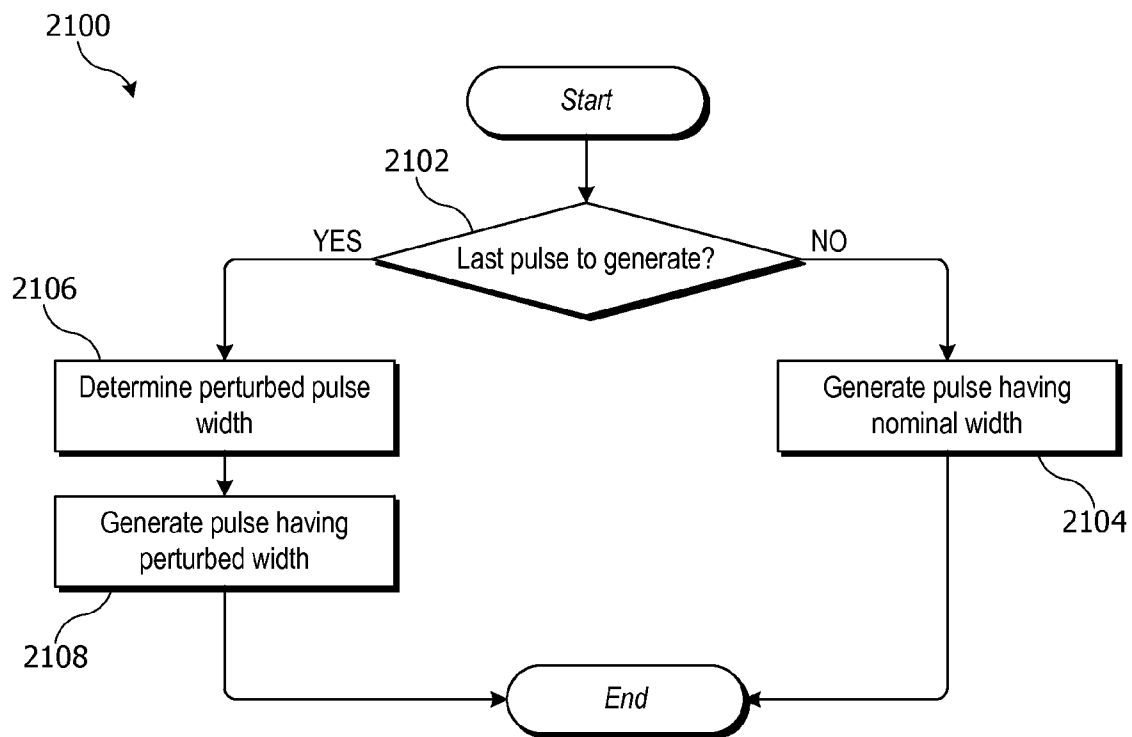 2100
Start
2102
YES
Last pulse to generate?
NO
2106
Determine perturbed pulse
width
Generate pulse having
nominal width
2104
Generate pulse having
perturbed width
2108
End